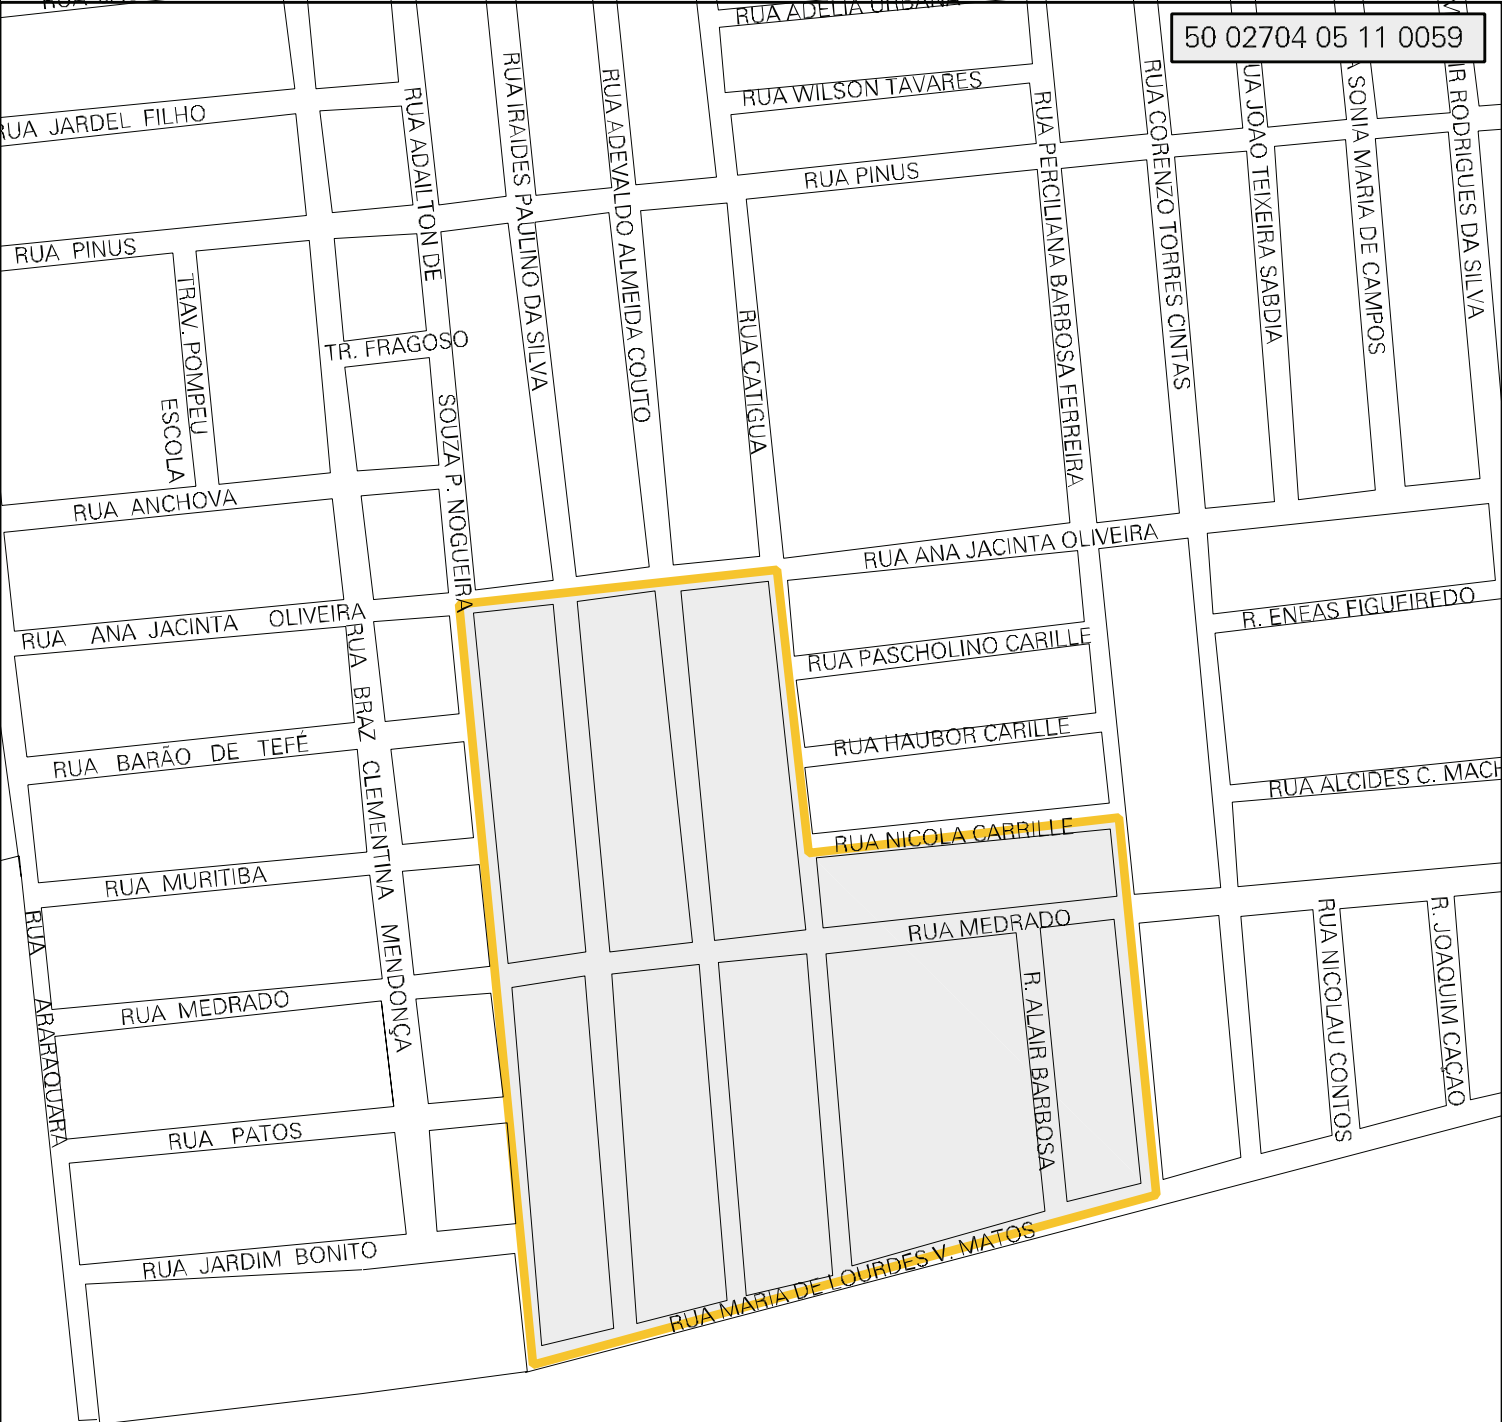 RUA ADELIA URBANA
50 02704 05 11 0059
RUA WILSON TAVARES
RUA JARDEL FILHO
RUA PINUS
RUA PINUS
RUA ADAILTON DE
SOUZA P. NOGUEIRA
RUA IRAIDES PAULINO DA SILVA
RUA ADEVALDO ALMEIDA COUTO
RUA CATIGUA
RUA PERCILIANA BARBOSA FERREIRA
RUA CORENZO TORRES CINTAS
UA JOAO TEIXEIRA SABDIA
A SONIA MARIA DE CAMPOS
IR RODRIGUES DA SILVA
TRAV. POMPEU
ESCOLA
TR. FRAGOSO
RUA ANCHOVA
RUA ANA JACINTA OLIVEIRA
RUA ANA JACINTA OLIVEIRA
R. ENEAS FIGUEIREDO
RUA PASCHOLINO CARILLE
RUA BRAZ CLEMENTINA MENDONÇA
RUA BARÃO DE TEFÉ
RUA HAUBOR CARILLE
RUA ALCIDES C. MACH
RUA NICOLA CARRILLE
RUA MURITIBA
RUA MEDRADO
RUA ARARAQUARA
RUA MEDRADO
R. ALAIR BARBOSA
RUA NICOLAU CONTOS
R. JOAQUIM CAÇAO
RUA PATOS
RUA JARDIM BONITO
RUA MARIA DE LOURDES V. MATOS